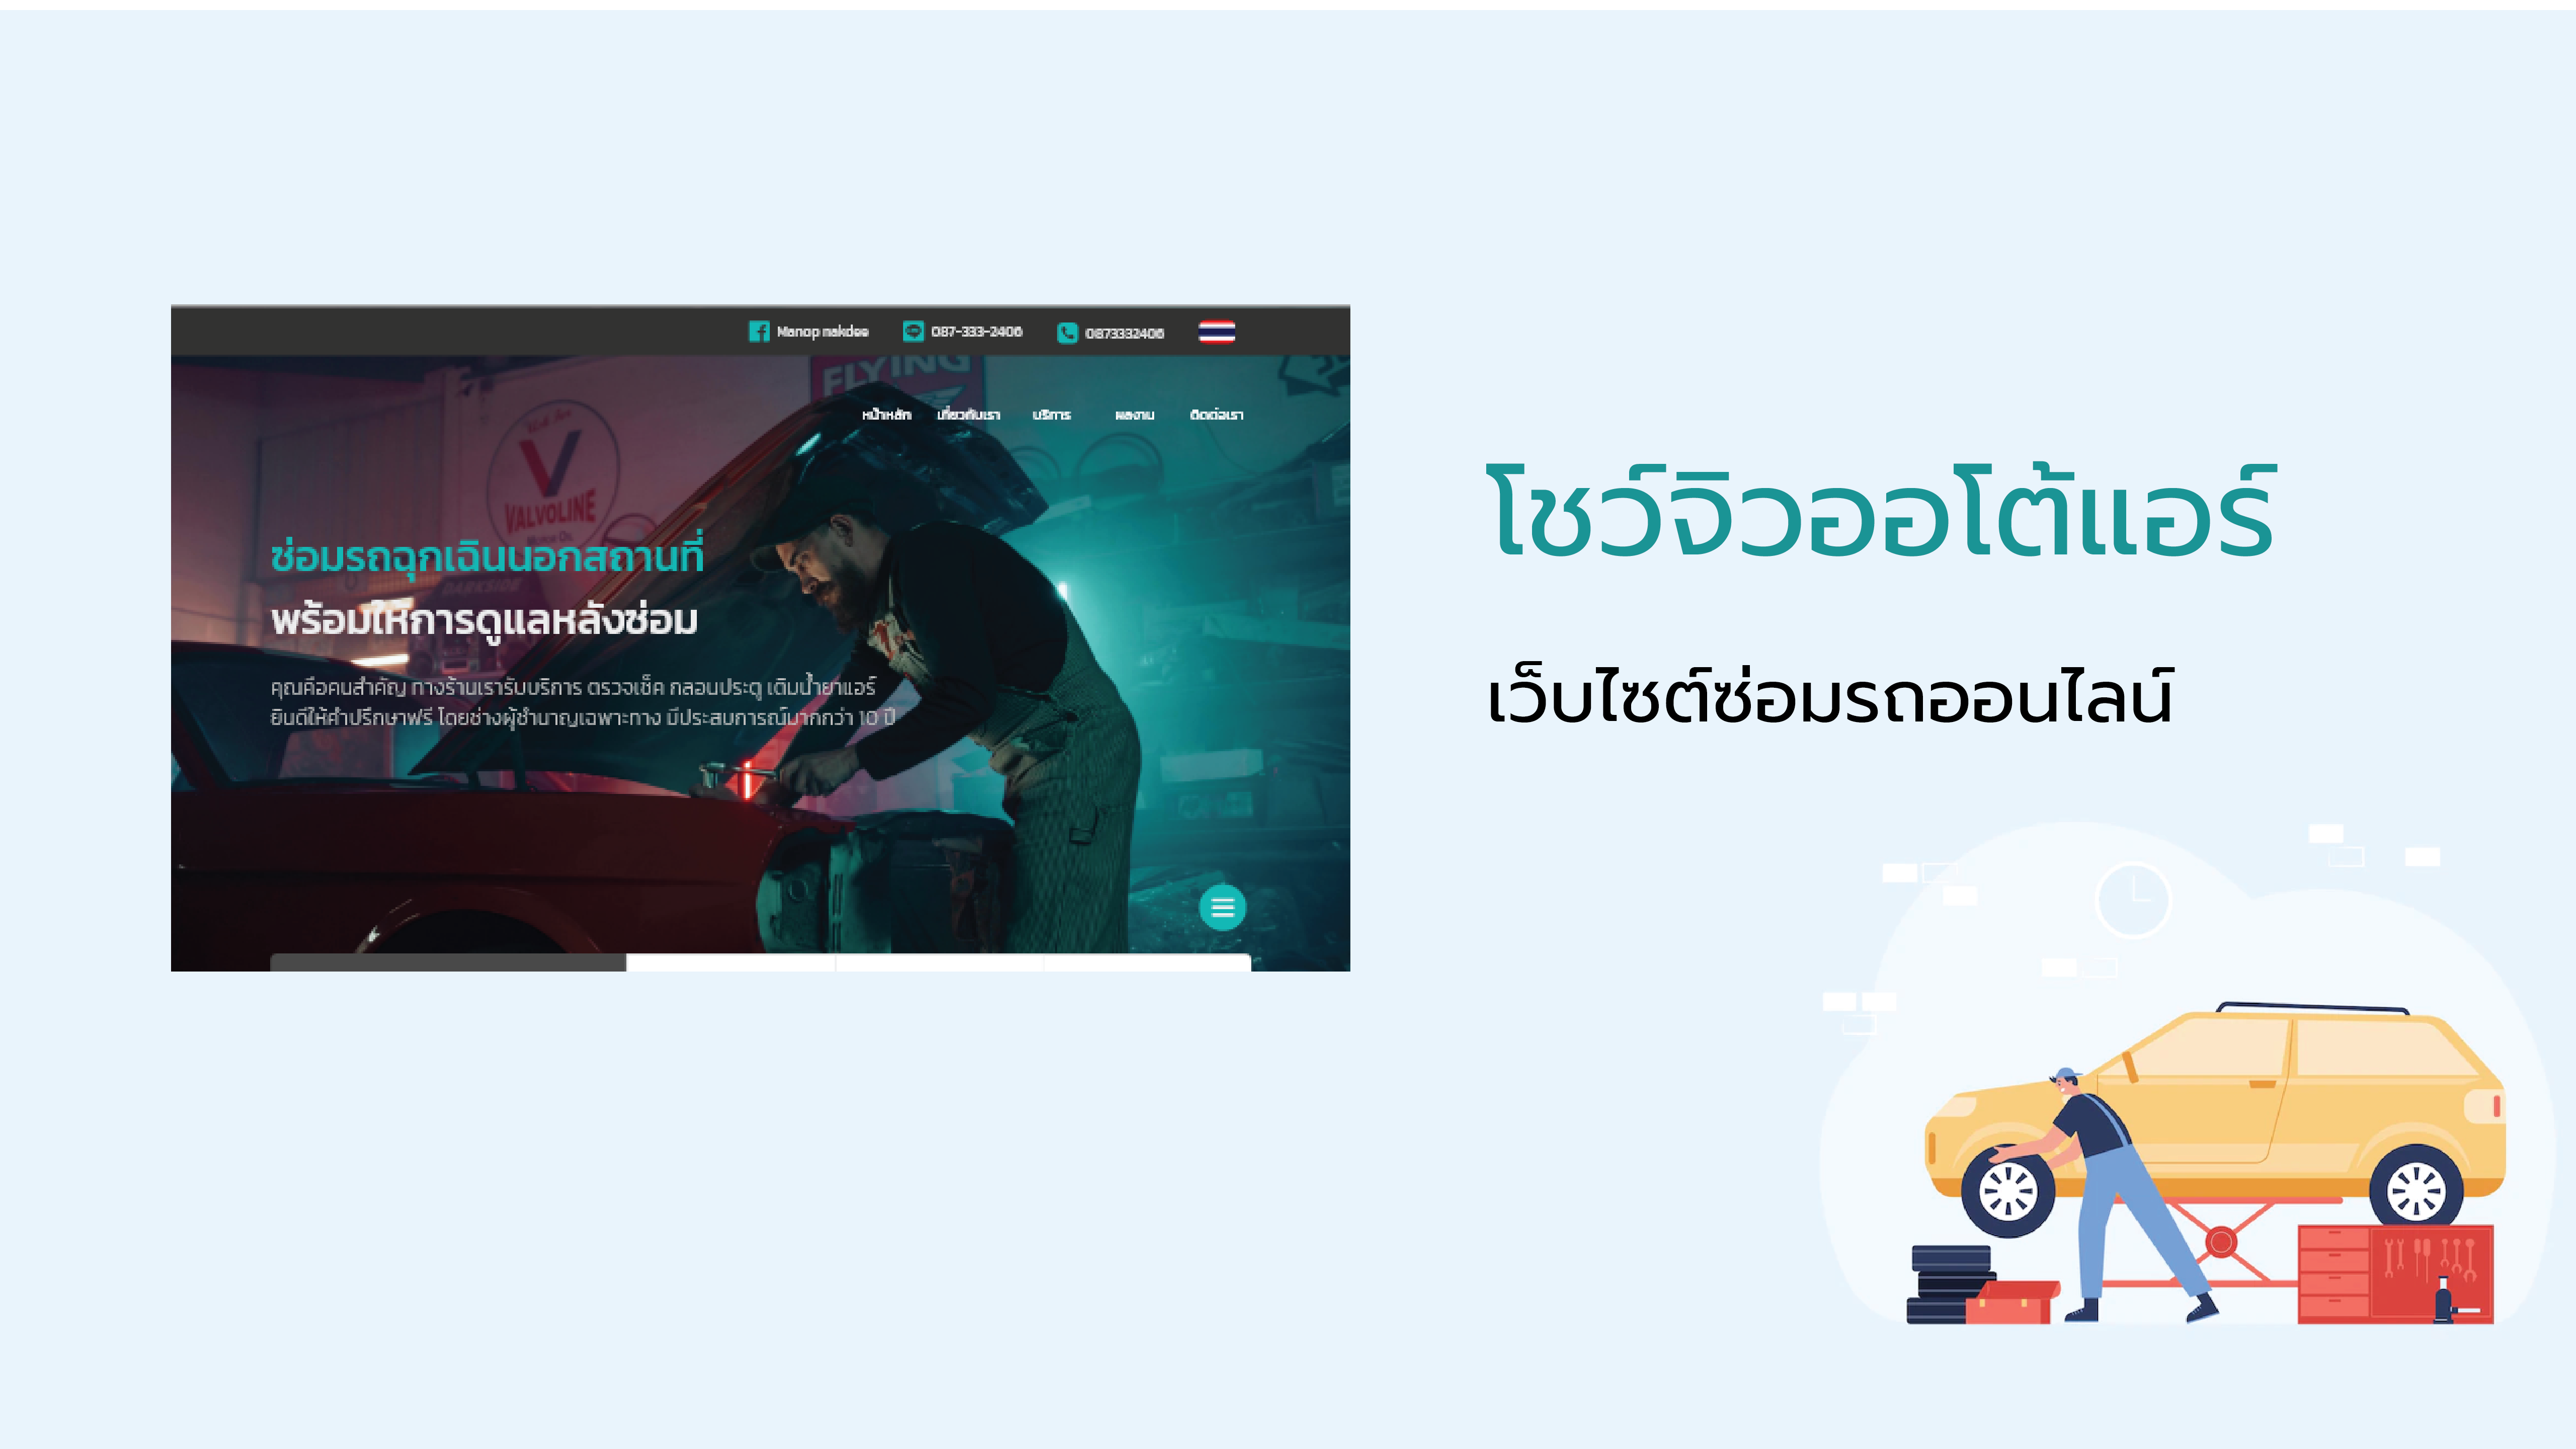 Manop nakdee 087-333-2406 0873332406
FLYING
หน้าหลัก เกี่ยวกับเรา บริการ ผลงาน ติดต่อเรา
VALVOLINE
Motor Oil
ซ่อมรถฉุกเฉินนอกสถานที่
DARKSIDE
พร้อมให้การดูแลหลังซ่อม
คุณคือคนสำคัญ ทางร้านเรารับบริการ ตรวจเช็ค กลอนประตู เติมน้ำยาแอร์
ยินดีให้คำปรึกษาฟรี โดยช่างผู้ชำนาญเฉพาะทาง มีประสบการณ์มากกว่า 10 ปี
โชว์จิวออโต้แอร์
เว็บไซต์ซ่อมรถออนไลน์